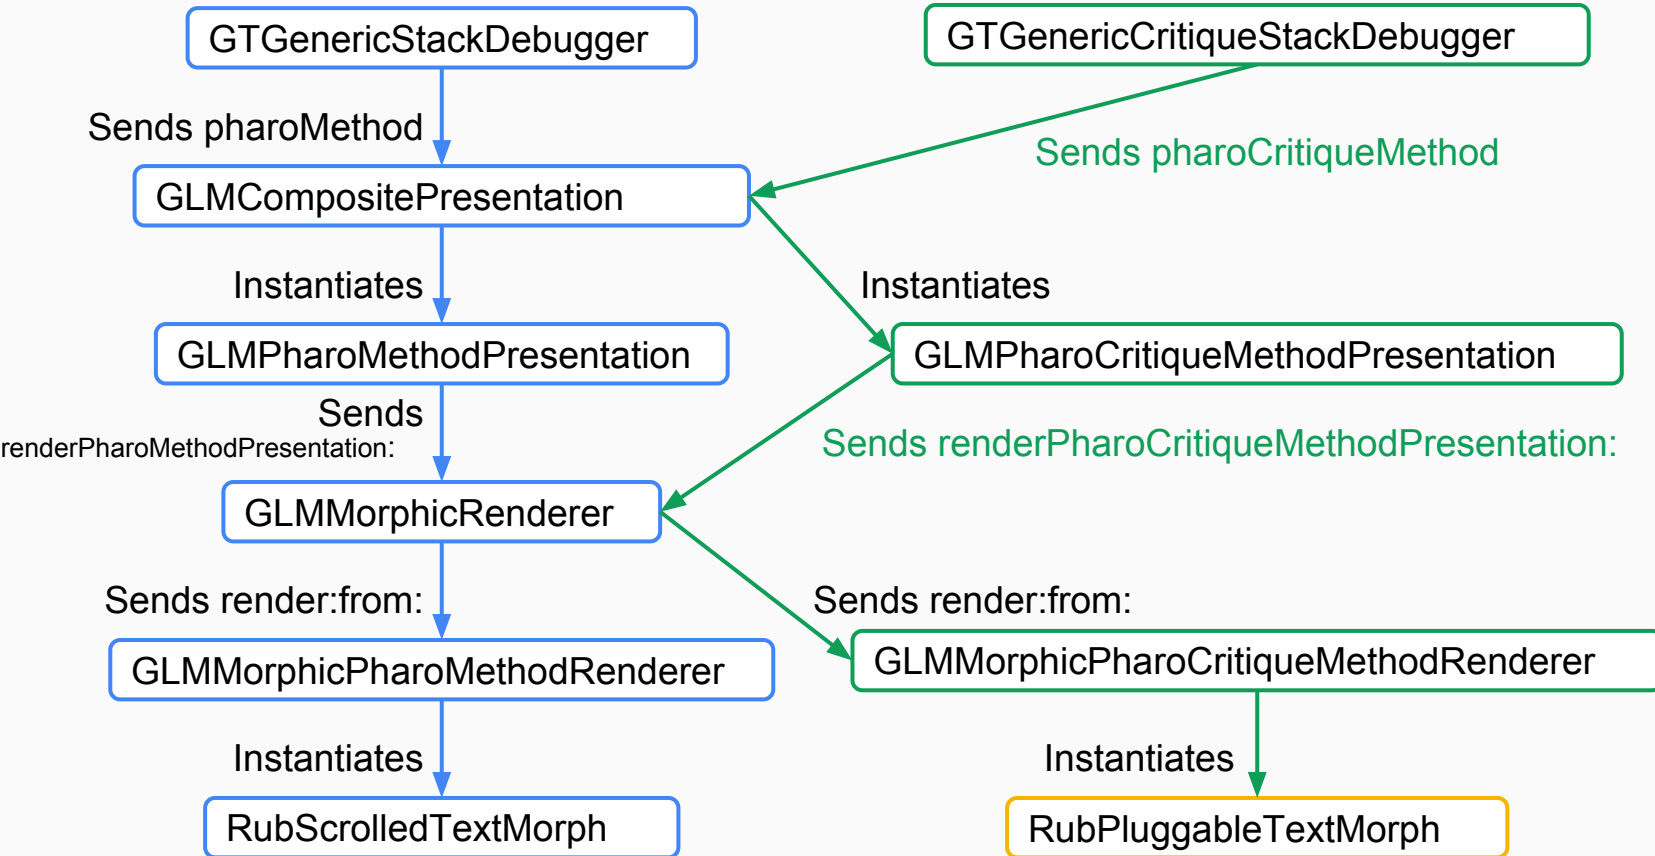 GTGenericStackDebugger
GTGenericCritiqueStackDebugger
Sends pharoMethod
Sends pharoCritiqueMethod
GLMCompositePresentation
Instantiates
Instantiates
GLMPharoMethodPresentation
GLMPharoCritiqueMethodPresentation
Sends
renderPharoMethodPresentation:
Sends renderPharoCritiqueMethodPresentation:
GLMMorphicRenderer
Sends render:from:
Sends render:from:
GLMMorphicPharoMethodRenderer
GLMMorphicPharoCritiqueMethodRenderer
Instantiates
Instantiates
RubScrolledTextMorph
RubPluggableTextMorph